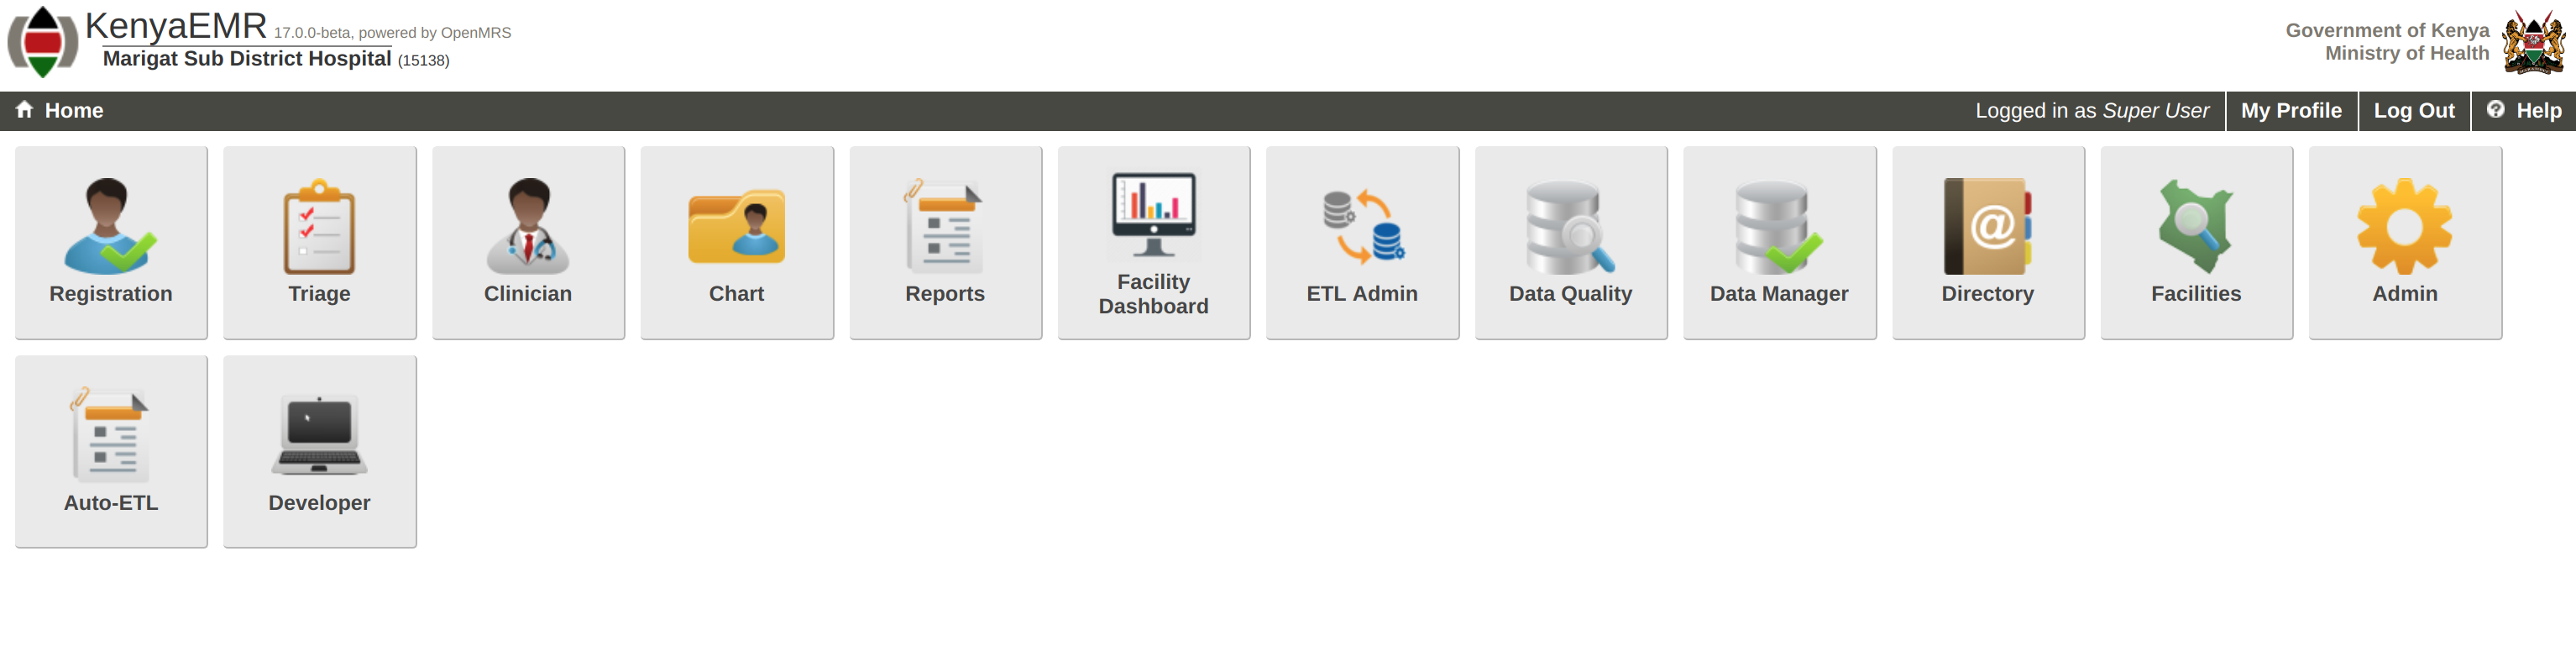 KenyaEMR 17.0.0-beta, powered by OpenMRS
Marigat Sub District Hospital (15138)
Government of Kenya
Ministry of Health
Home
Logged in as Super User
My Profile
Log Out
Help
Registration
Triage
Clinician
Chart
Reports
Facility
Dashboard
ETL Admin
Data Quality
Data Manager
Directory
Facilities
Admin
Auto-ETL
Developer